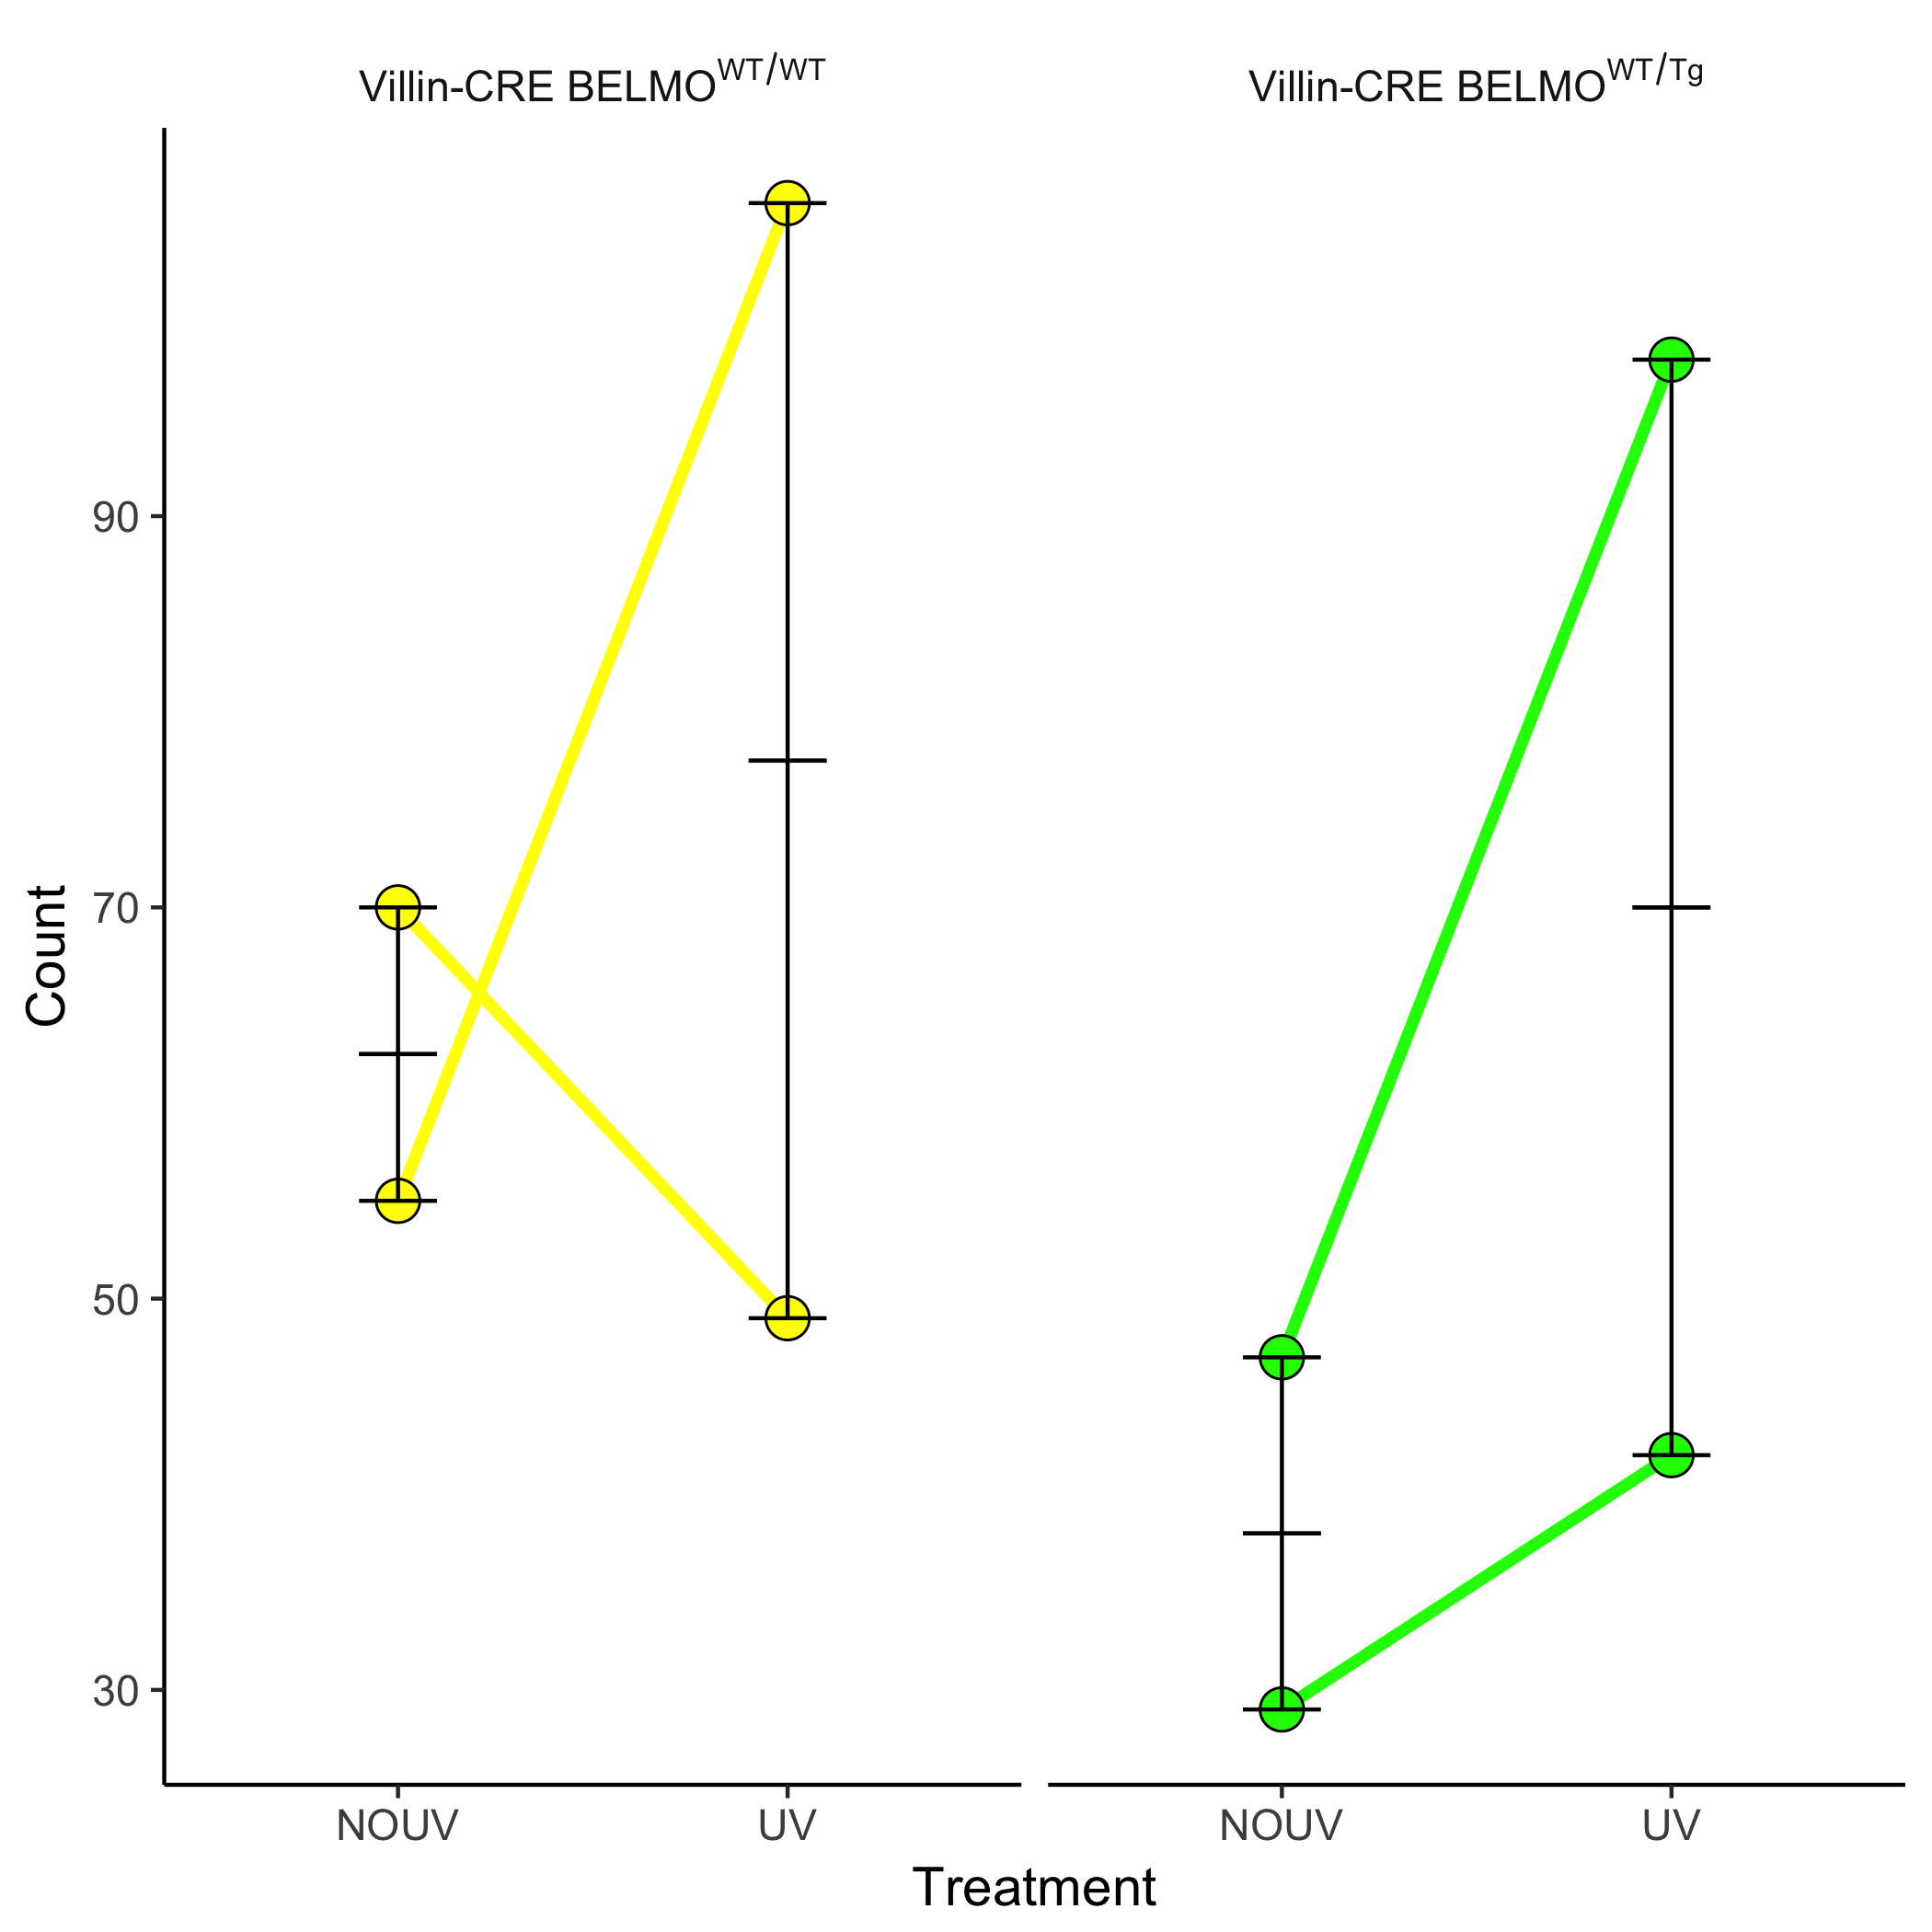 Villin-CRE BELMO^WT/WT
Villin-CRE BELMO^WT/Tg
Count
90
70
50
30
NOUV
UV
NOUV
UV
Treatment